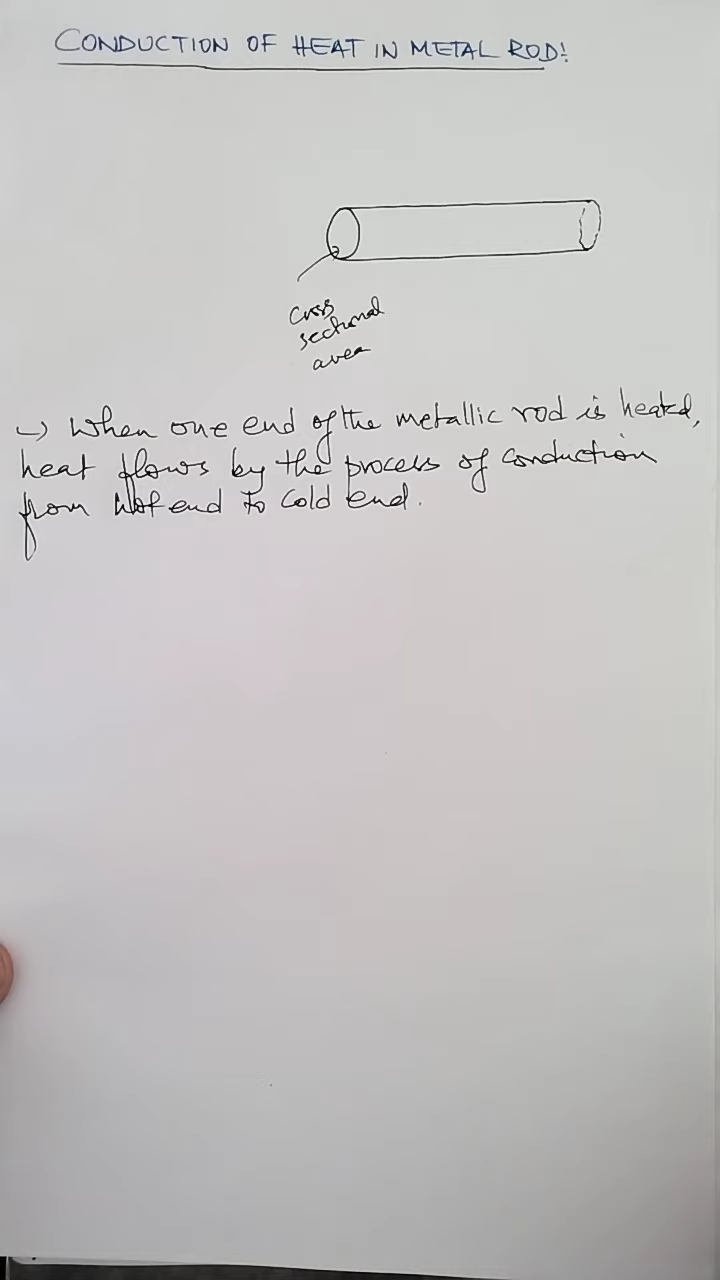 CONDUCTION OF HEAT IN METAL ROD!
Cross
sectional
area
↪ When one end of the metallic rod is heated,
heat flows by the process of conduction
from hot end to cold end.